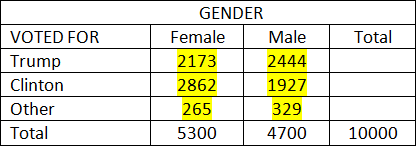 GENDER
VOTED FOR Female Male Total
Trump 2173 2444
Clinton 2862 1927
Other 265 329
Total 5300 4700 10000